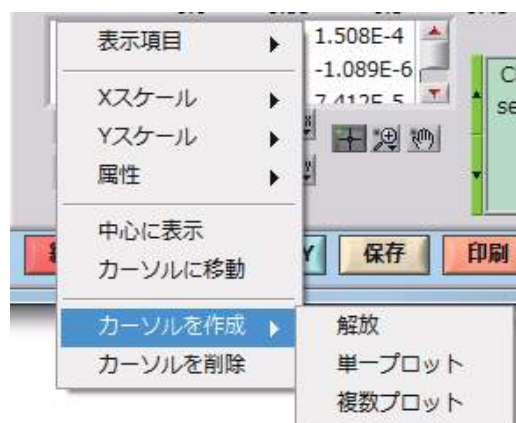 表示項目
Xスケール
Yスケール
属性
中心に表示
カーソルに移動
カーソルを作成
カーソルを削除
解放
単一プロット
複数プロット
1.508E-4
-1.089E-6
7.412E-5
保存
印刷